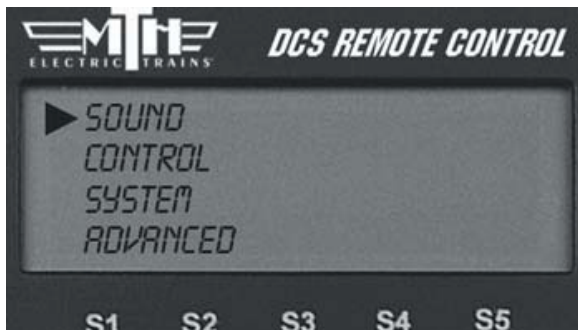 MTH
ELECTRIC TRAINS
DCS REMOTE CONTROL
SOUND
CONTROL
SYSTEM
ADVANCED
S1 S2 S3 S4 S5